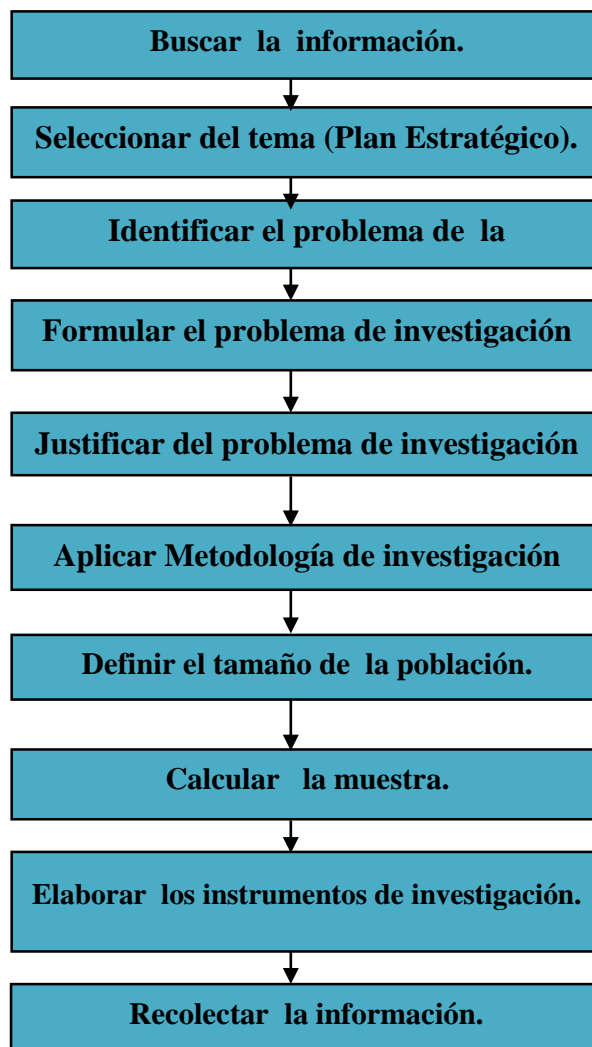 Buscar la información.
Seleccionar del tema (Plan Estratégico).
Identificar el problema de la
Formular el problema de investigación
Justificar del problema de investigación
Aplicar Metodología de investigación
Definir el tamaño de la población.
Calcular la muestra.
Elaborar los instrumentos de investigación.
Recolectar la información.